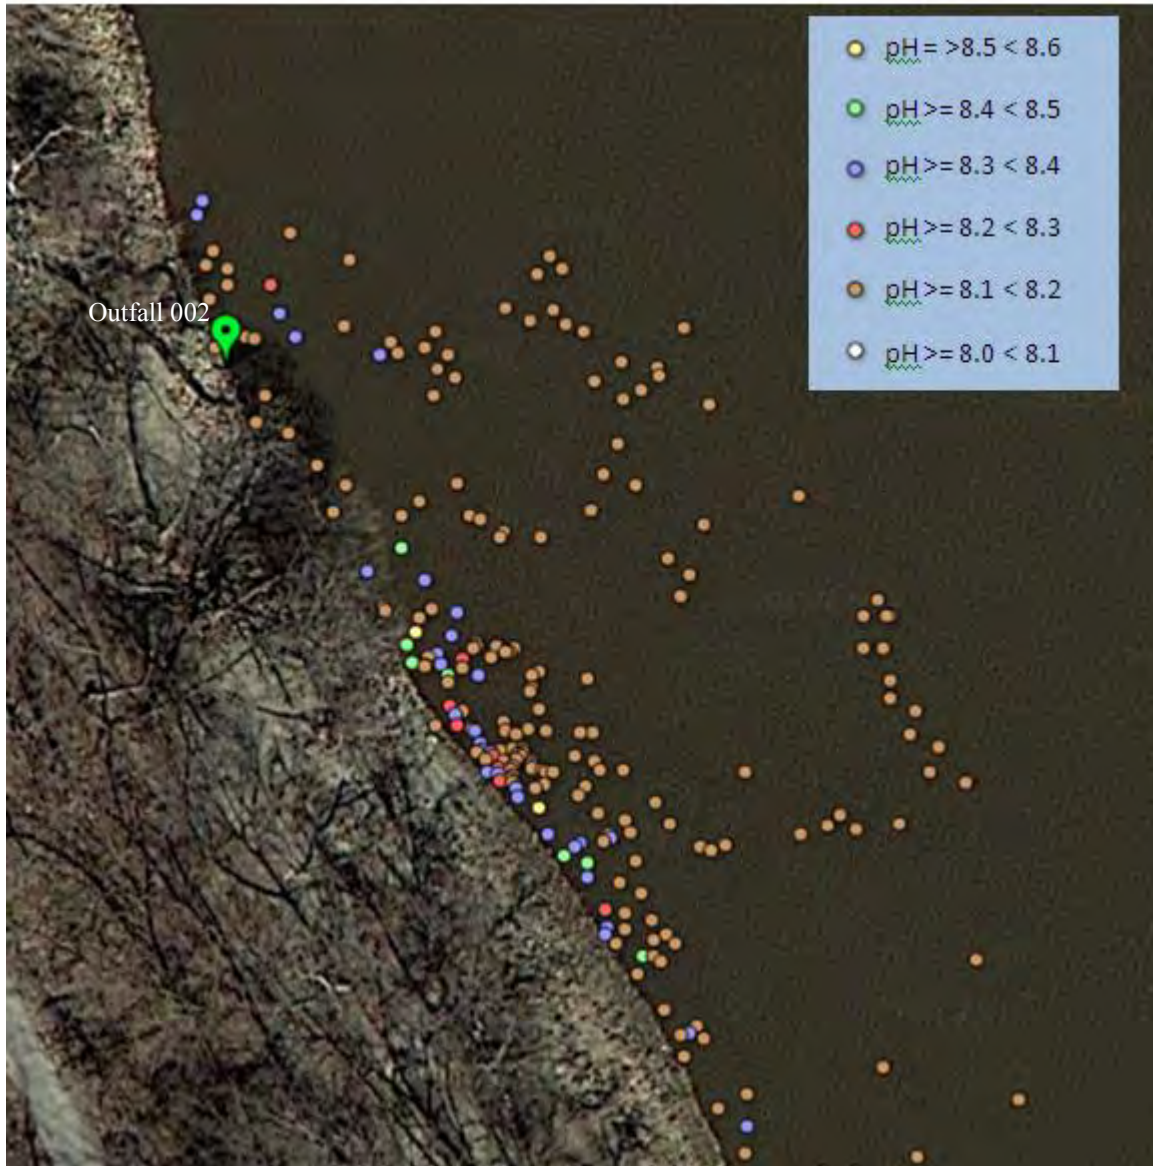 pH = >8.5 < 8.6
pH >= 8.4 < 8.5
pH >= 8.3 < 8.4
pH >= 8.2 < 8.3
pH >= 8.1 < 8.2
pH >= 8.0 < 8.1
Outfall 002